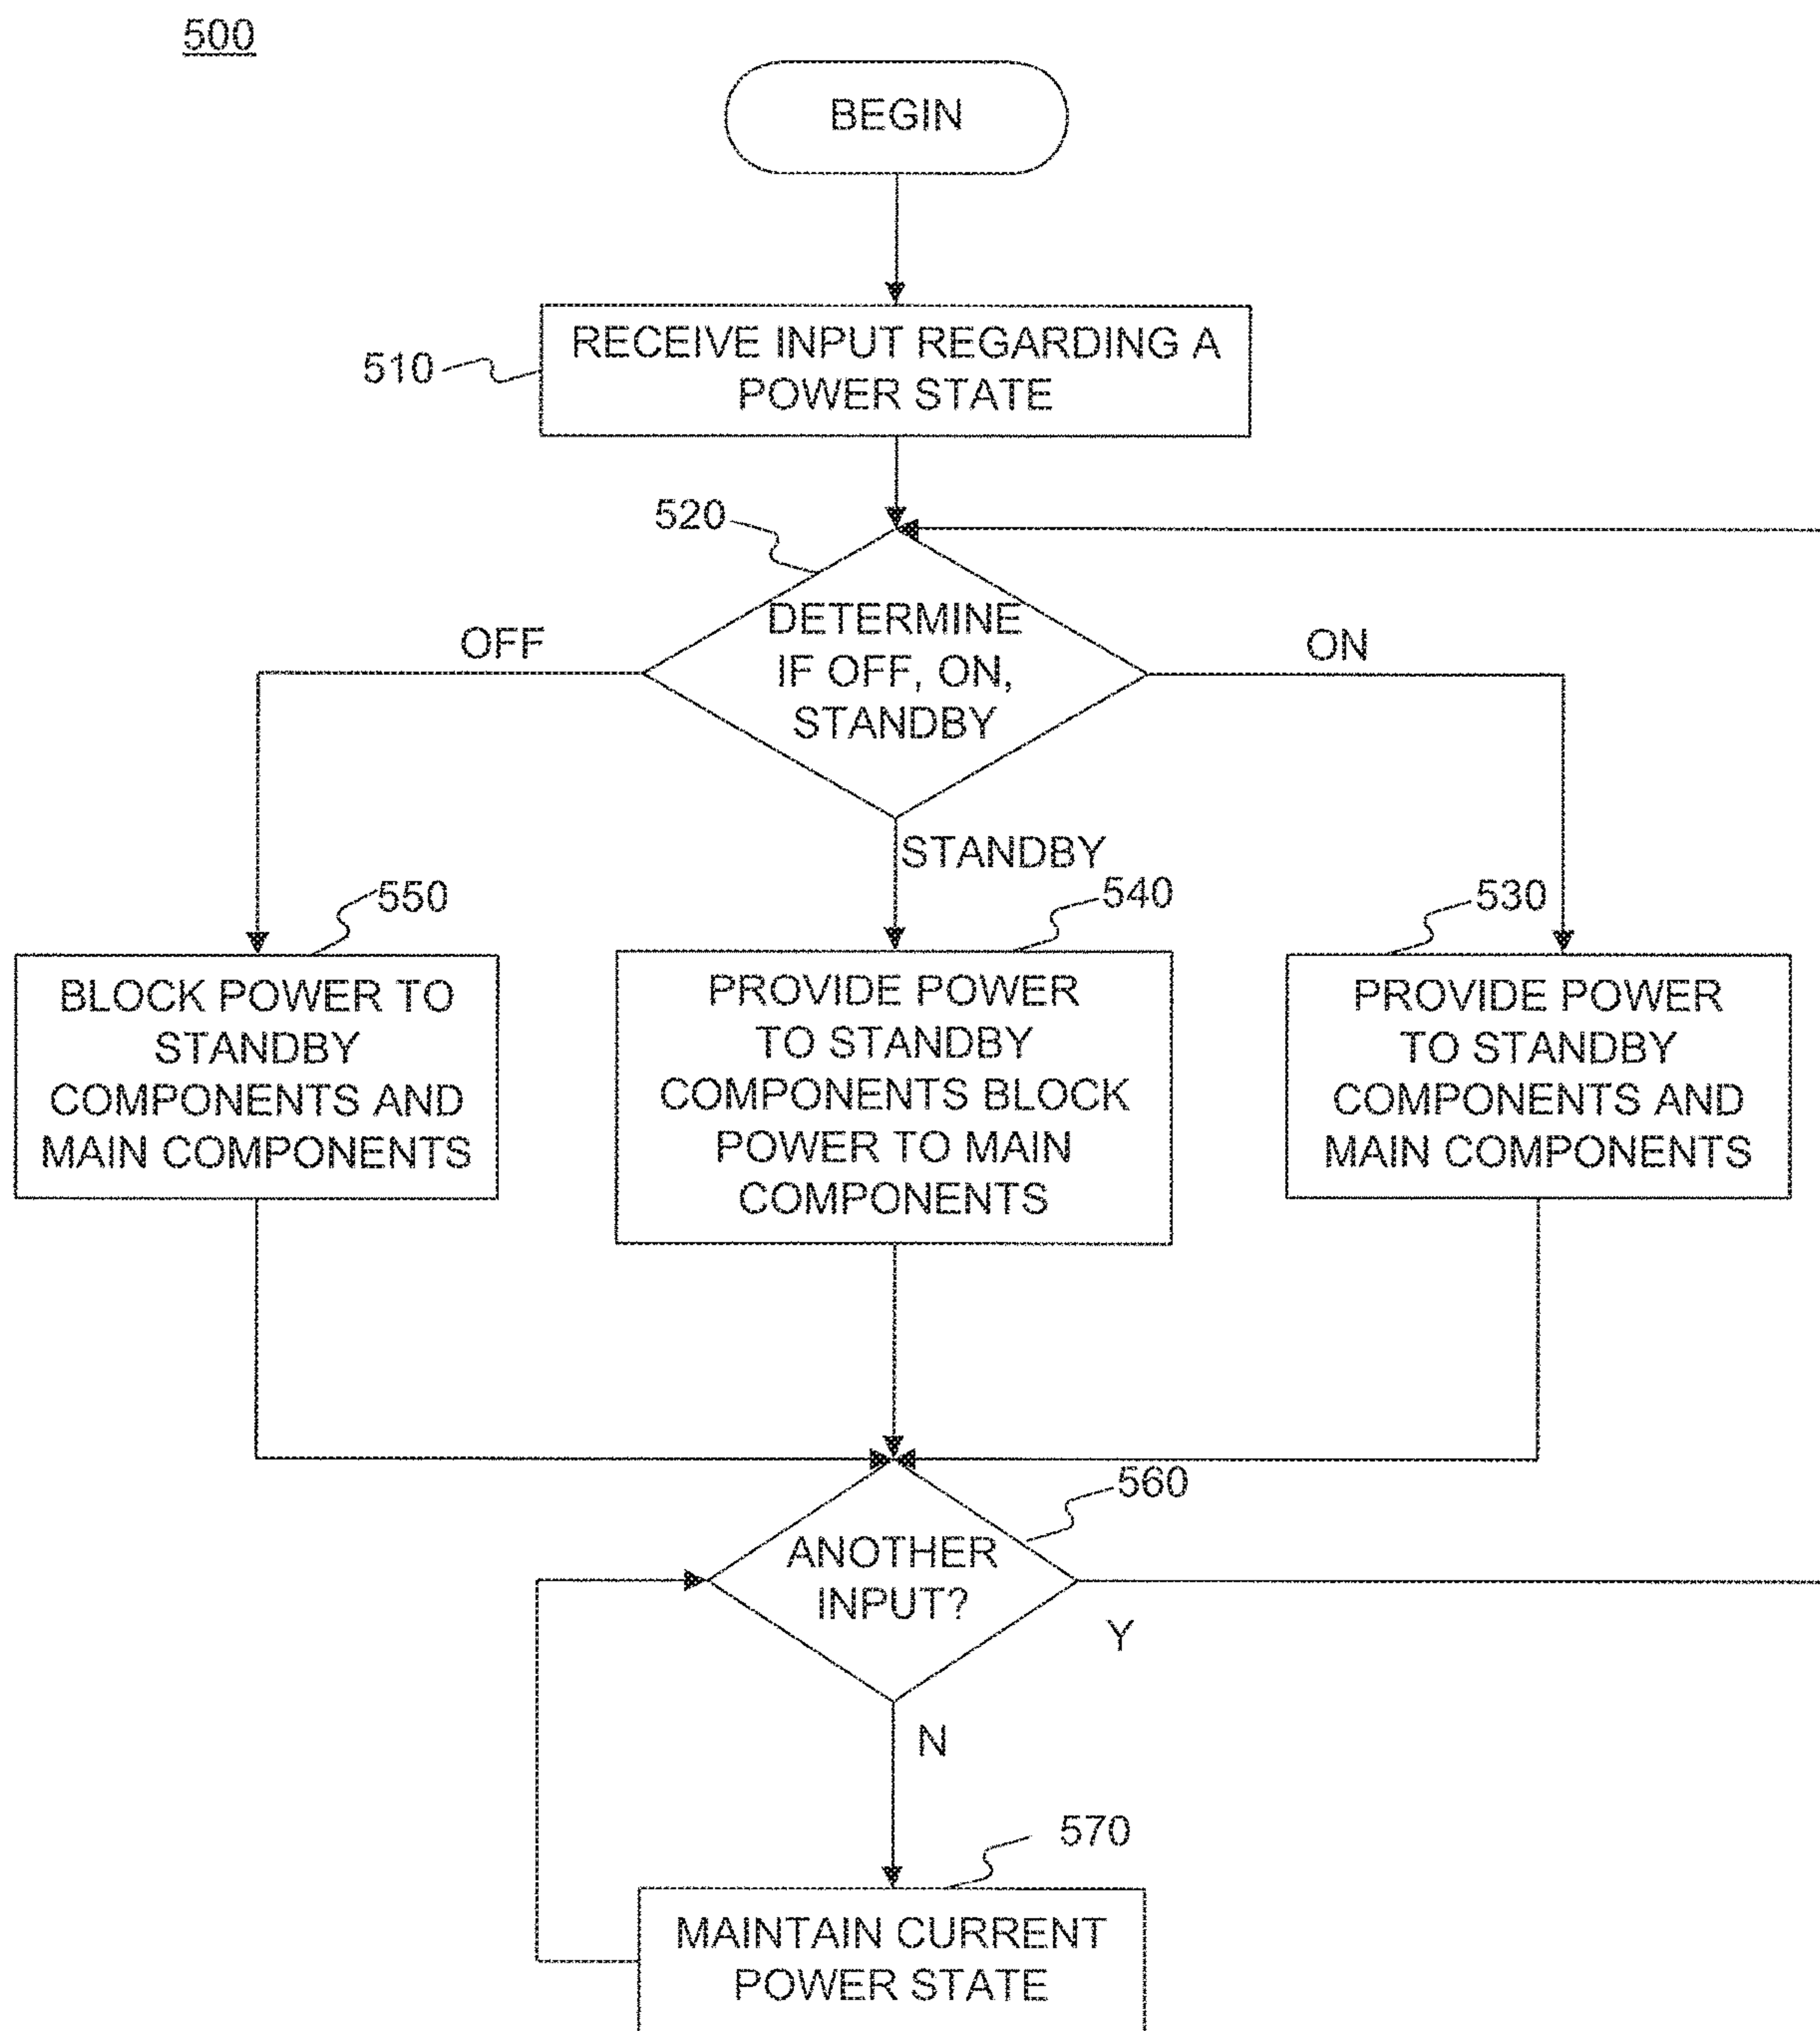 500
BEGIN
510
RECEIVE INPUT REGARDING A
POWER STATE
520
DETERMINE
IF OFF, ON,
STANDBY
OFF
ON
STANDBY
550
BLOCK POWER TO
STANDBY
COMPONENTS AND
MAIN COMPONENTS
540
PROVIDE POWER
TO STANDBY
COMPONENTS BLOCK
POWER TO MAIN
COMPONENTS
530
PROVIDE POWER
TO STANDBY
COMPONENTS AND
MAIN COMPONENTS
560
ANOTHER
INPUT?
Y
N
570
MAINTAIN CURRENT
POWER STATE